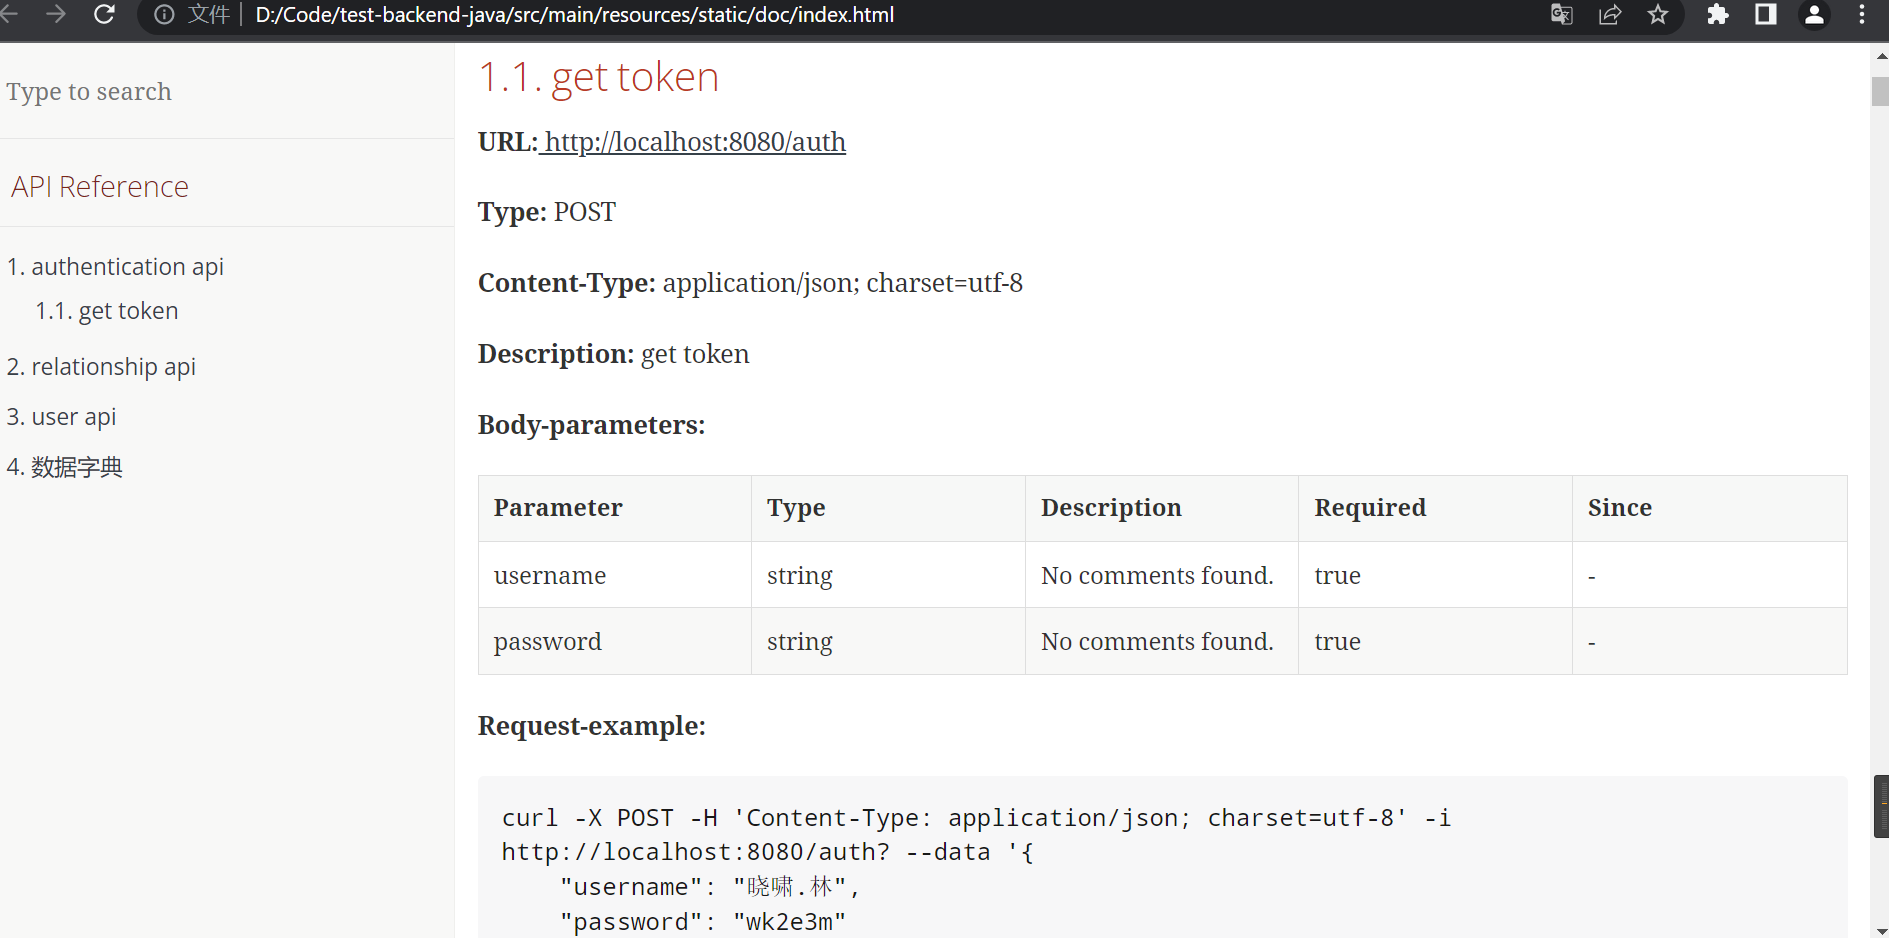 文件 D:/Code/test-backend-java/src/main/resources/static/doc/index.html
Type to search
API Reference
1. authentication api
1.1. get token
2. relationship api
3. user api
4. 数据字典
1.1. get token
URL: http://localhost:8080/auth
Type: POST
Content-Type: application/json; charset=utf-8
Description: get token
Body-parameters:
Parameter Type Description Required Since
username string No comments found. true -
password string No comments found. true -
Request-example:
curl -X POST -H 'Content-Type: application/json; charset=utf-8' -i
http://localhost:8080/auth? --data '{
"username": "晓啸.林",
"password": "wk2e3m"